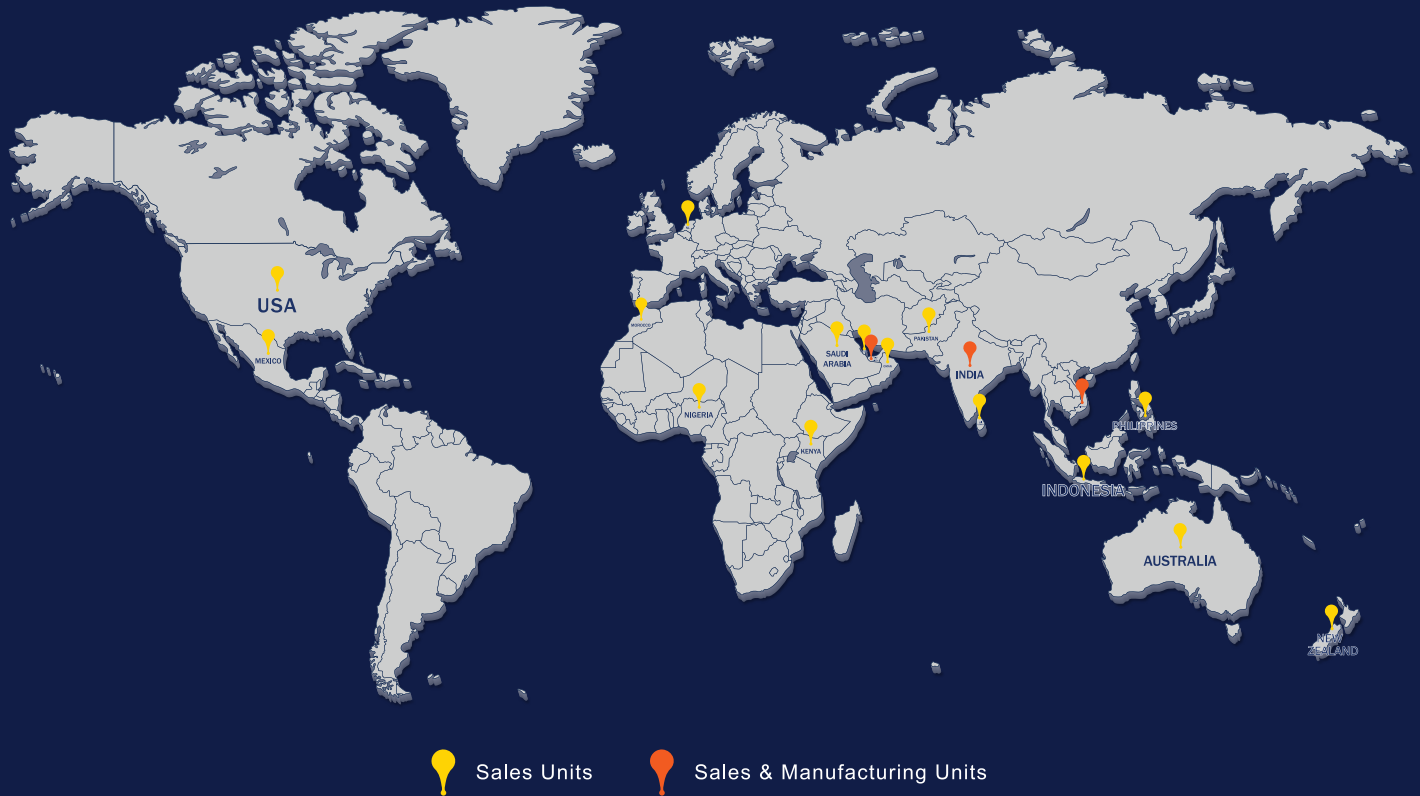 USA
MEXICO
MOROCCO
NIGERIA
KENYA
SAUDI
ARABIA
PAKISTAN
INDIA
PHILIPPINES
INDONESIA
AUSTRALIA
NEW
ZEALAND
Sales Units
Sales & Manufacturing Units